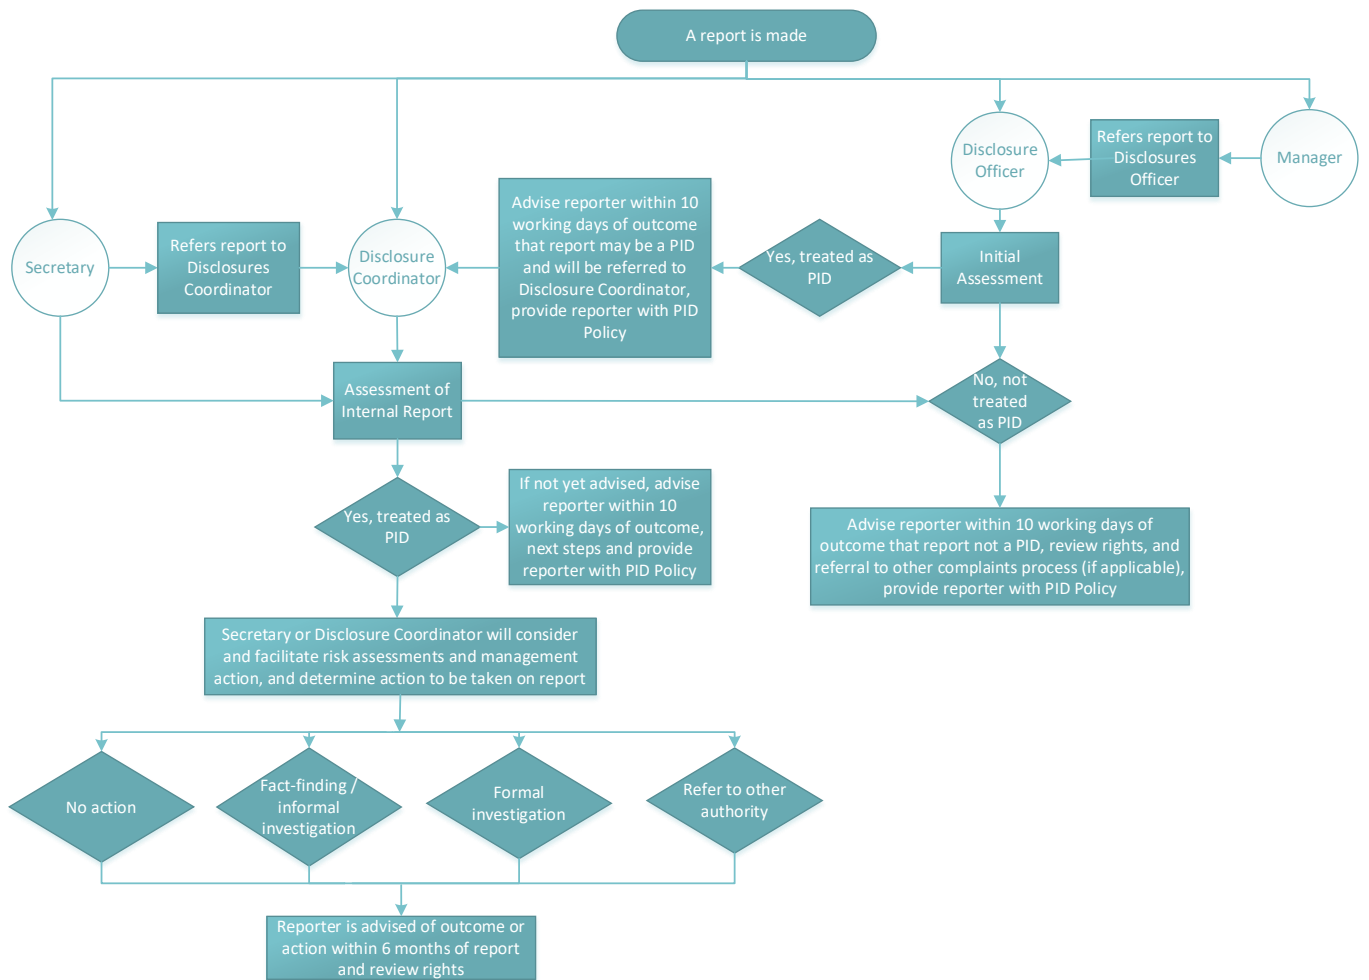 A report is made
Disclosure
Officer
Refers report to
Disclosures
Officer
Manager
Secretary
Refers report to
Disclosures
Coordinator
Disclosure
Coordinator
Advise reporter within 10
working days of outcome
that report may be a PID
and will be referred to
Disclosure Coordinator,
provide reporter with PID
Policy
Yes, treated as
PID
Initial
Assessment
Assessment of
Internal Report
No, not
treated
as PID
Yes, treated as
PID
If not yet advised, advise
reporter within 10
working days of outcome,
next steps and provide
reporter with PID Policy
Advise reporter within 10 working days of
outcome that report not a PID, review rights, and
referral to other complaints process (if applicable),
provide reporter with PID Policy
Secretary or Disclosure Coordinator will consider
and facilitate risk assessments and management
action, and determine action to be taken on report
No action
Fact-finding /
informal
investigation
Formal
investigation
Refer to other
authority
Reporter is advised of outcome or
action within 6 months of report
and review rights